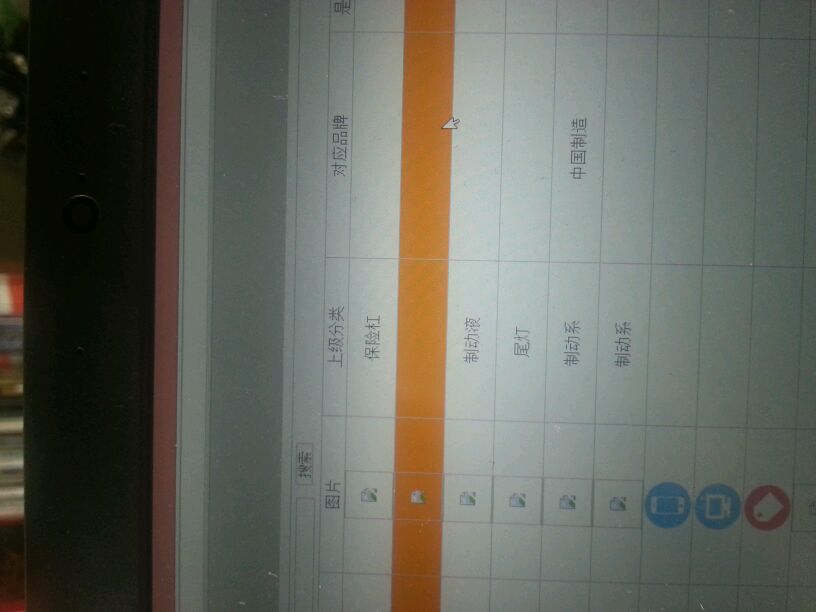 搜索
图片 上级分类 对应品牌 是
保险杠
制动液
尾灯
制动系 中国制造
制动系